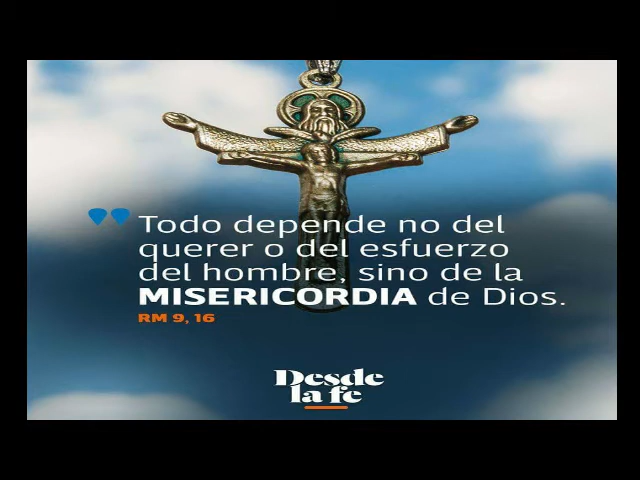 Todo depende no del
querer o del esfuerzo
del hombre, sino de la
MISERICORDIA de Dios.
RM 9, 16
Desde
la fe